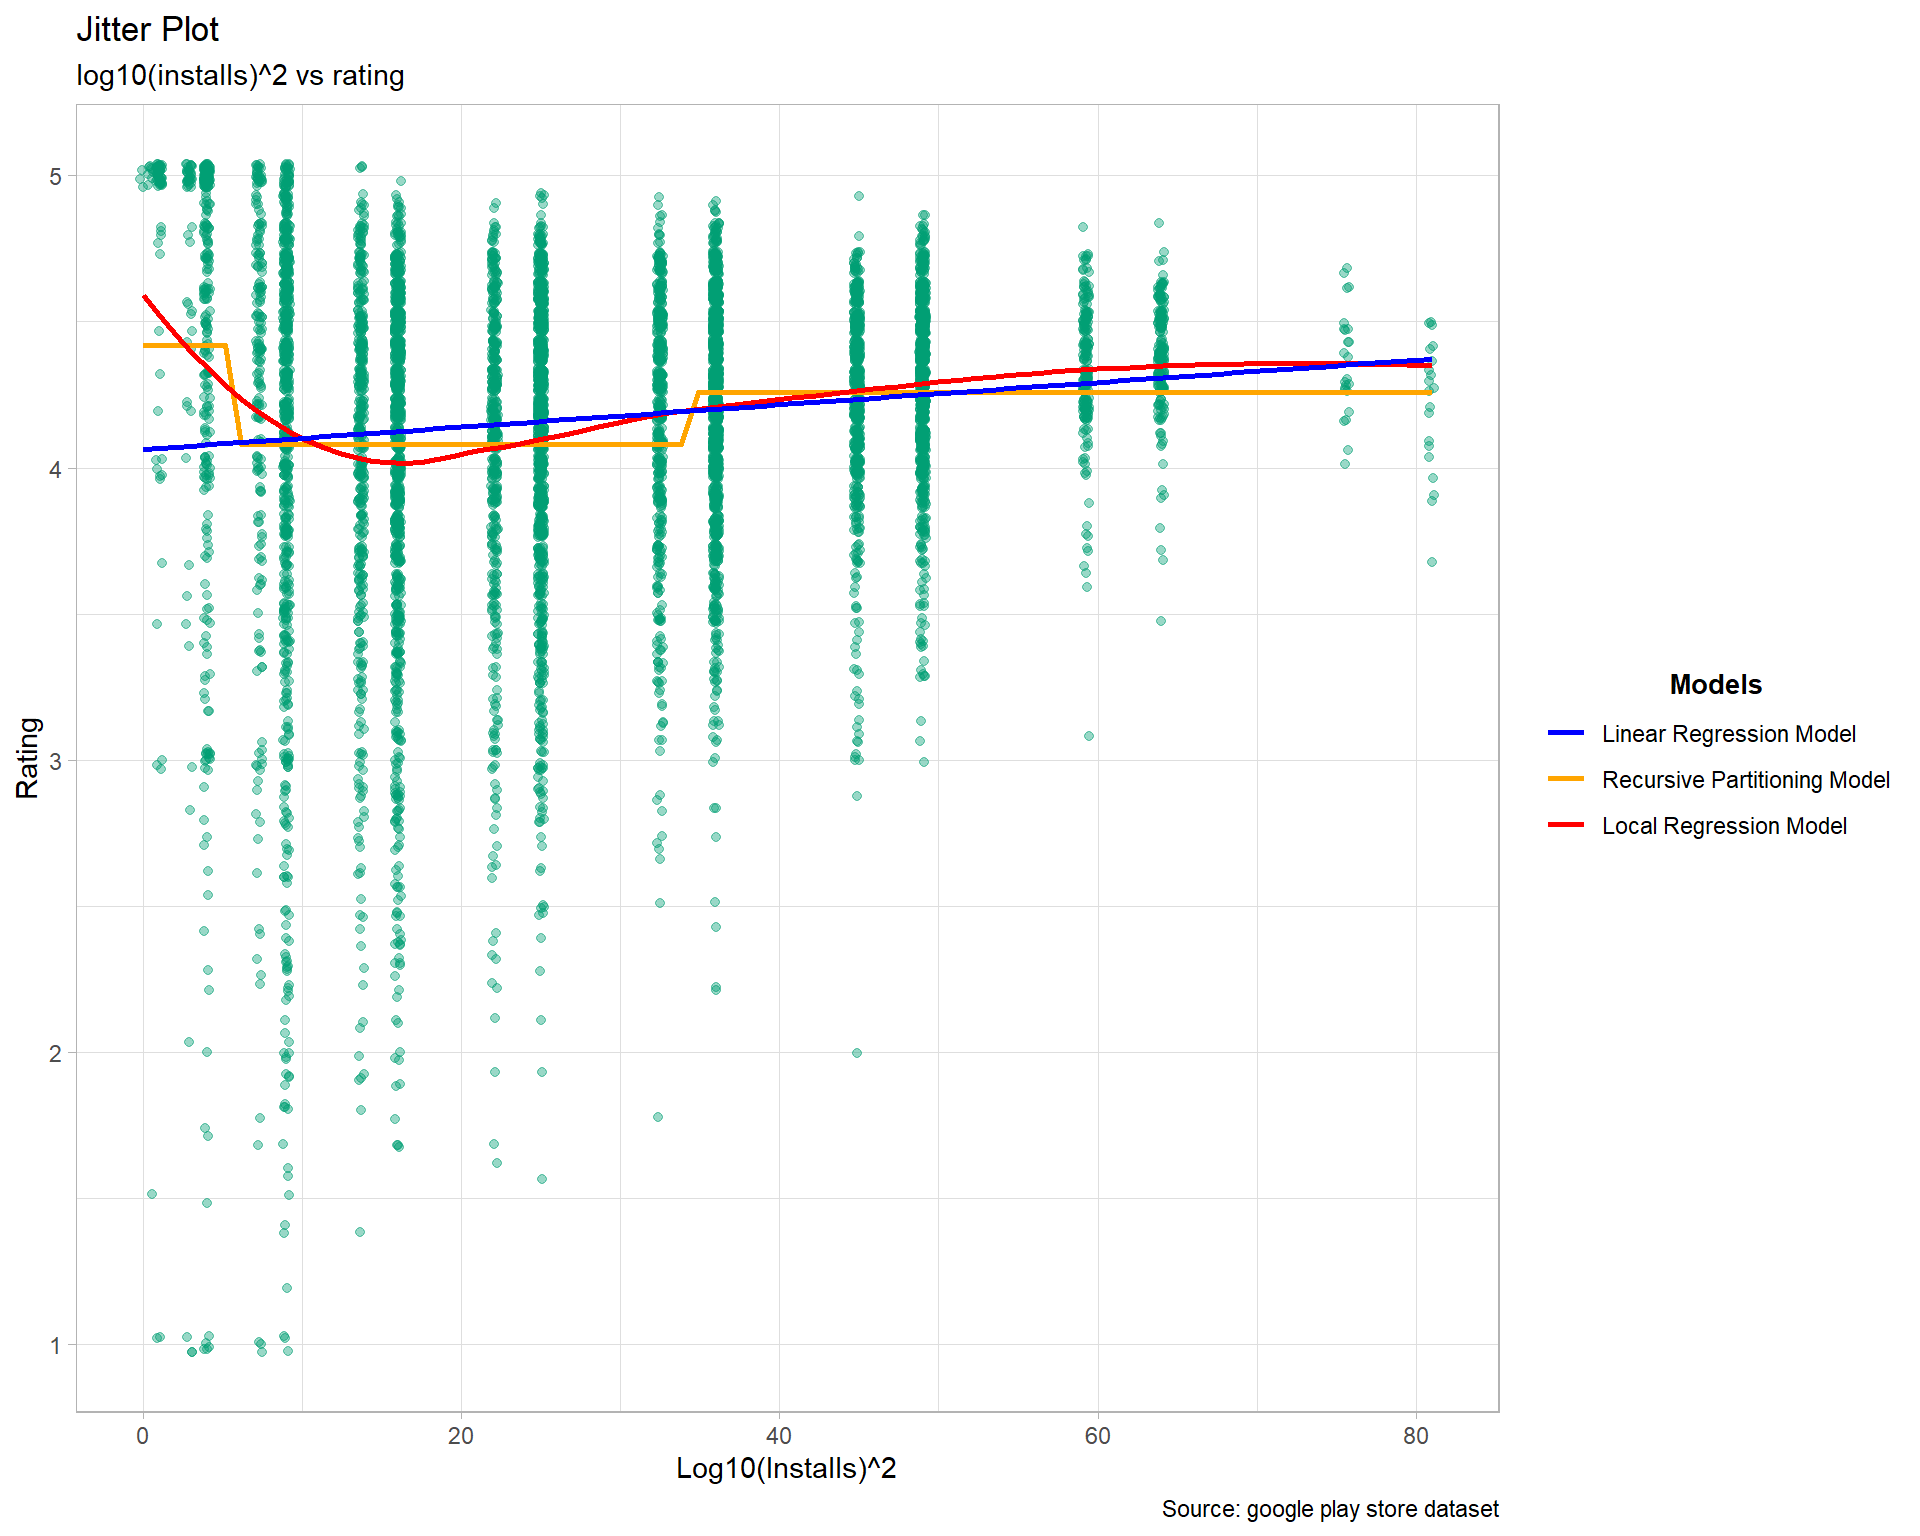 Jitter Plot
log10(installs)^2 vs rating
5
4
3
2
1
Rating
0 20 40 60 80
Log10(Installs)^2
Models
Linear Regression Model
Recursive Partitioning Model
Local Regression Model
Source: google play store dataset